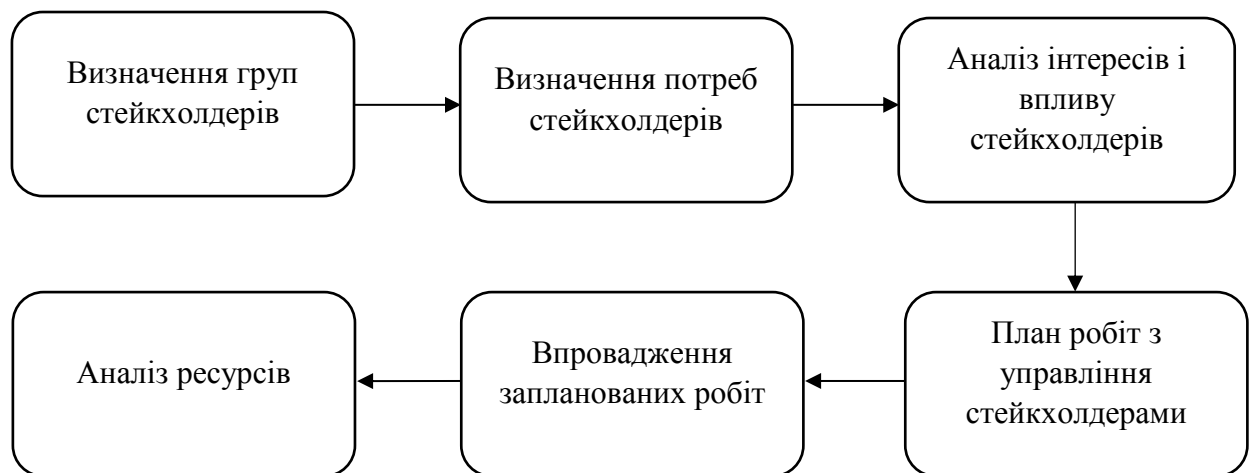 Визначення груп
стейкхолдерів
Визначення потреб
стейкхолдерів
Аналіз інтересів і
впливу
стейкхолдерів
План робіт з
управління
стейкхолдерами
Впровадження
запланованих робіт
Аналіз ресурсів